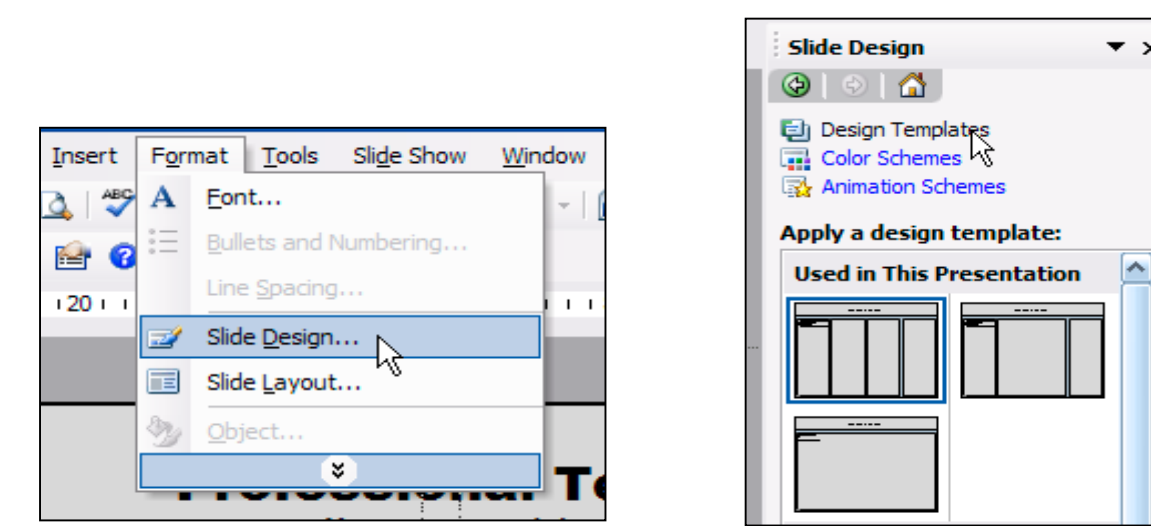 Insert Format Tools Slide Show Window
ABC
Font...
Bullets and Numbering...
20
Line Spacing...
Slide Design...
Slide Layout...
Object...
Slide Design
Design Templates
Color Schemes
Animation Schemes
Apply a design template:
Used in This Presentation